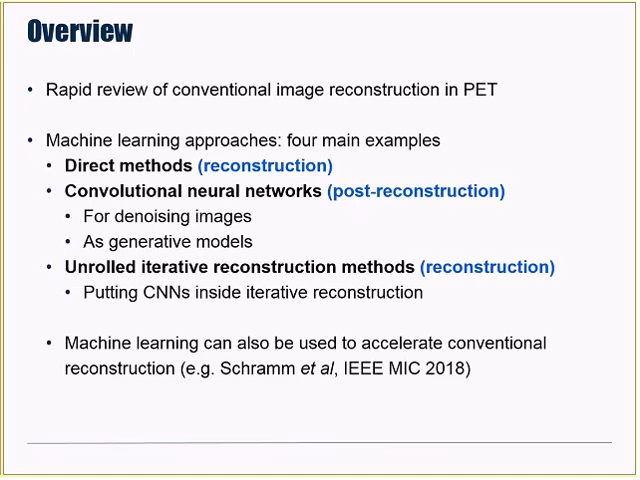 Overview
• Rapid review of conventional image reconstruction in PET
• Machine learning approaches: four main examples
• Direct methods (reconstruction)
• Convolutional neural networks (post-reconstruction)
• For denoising images
• As generative models
• Unrolled iterative reconstruction methods (reconstruction)
• Putting CNNs inside iterative reconstruction
• Machine learning can also be used to accelerate conventional
reconstruction (e.g. Schramm et al, IEEE MIC 2018)